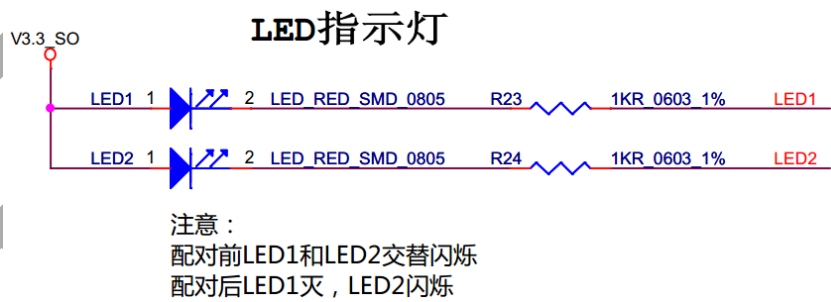 LED指示灯
V3.3_SO
LED1 1 2 LED_RED_SMD_0805 R23 1KR_0603_1% LED1
LED2 1 2 LED_RED_SMD_0805 R24 1KR_0603_1% LED2
注意：
配对前LED1和LED2交替闪烁
配对后LED1灭，LED2闪烁